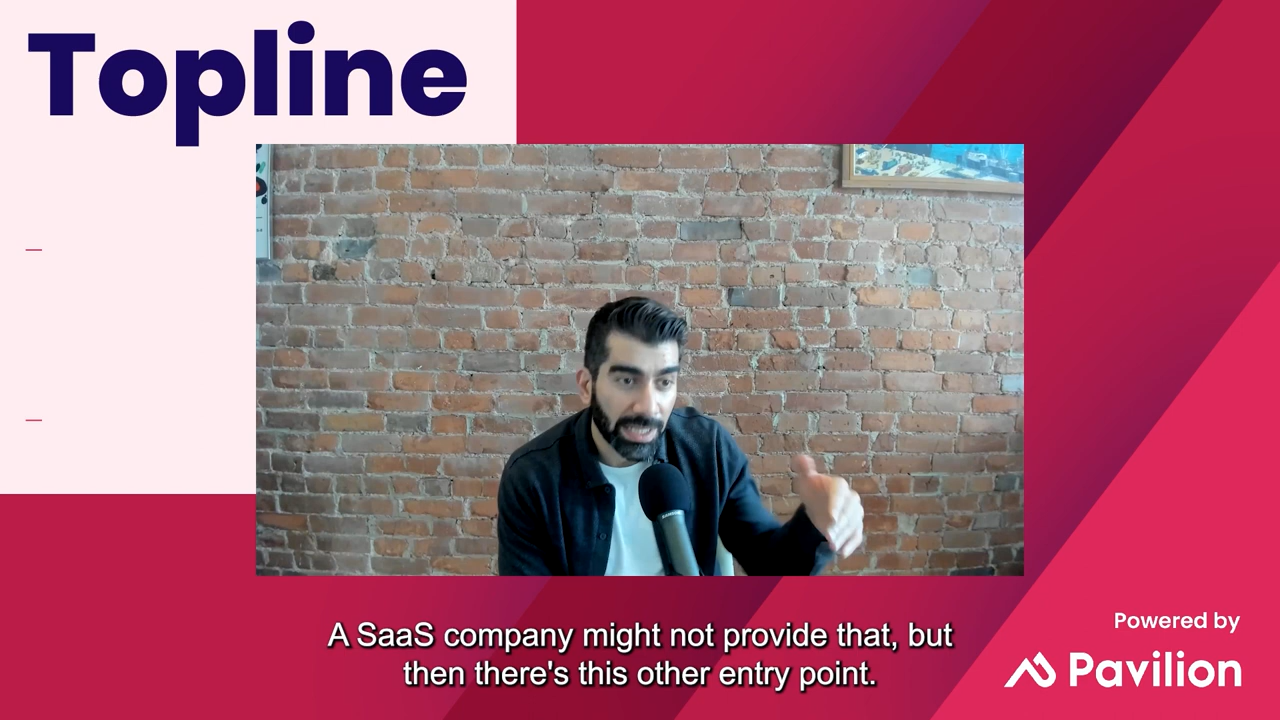 Topline
A SaaS company might not provide that, but
then there's this other entry point.
Powered by
Pavilion